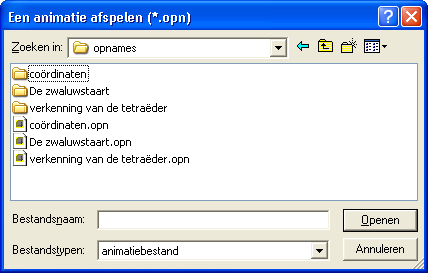 Een animatie afspelen (*.opn)
Zoeken in: opnames
coördinaten
De zwaluwstaart
verkenning van de tetraëder
coördinaten.opn
De zwaluwstaart.opn
verkenning van de tetraëder.opn
Bestandsnaam: Openen
Bestandstypen: animatiebestand Annuleren